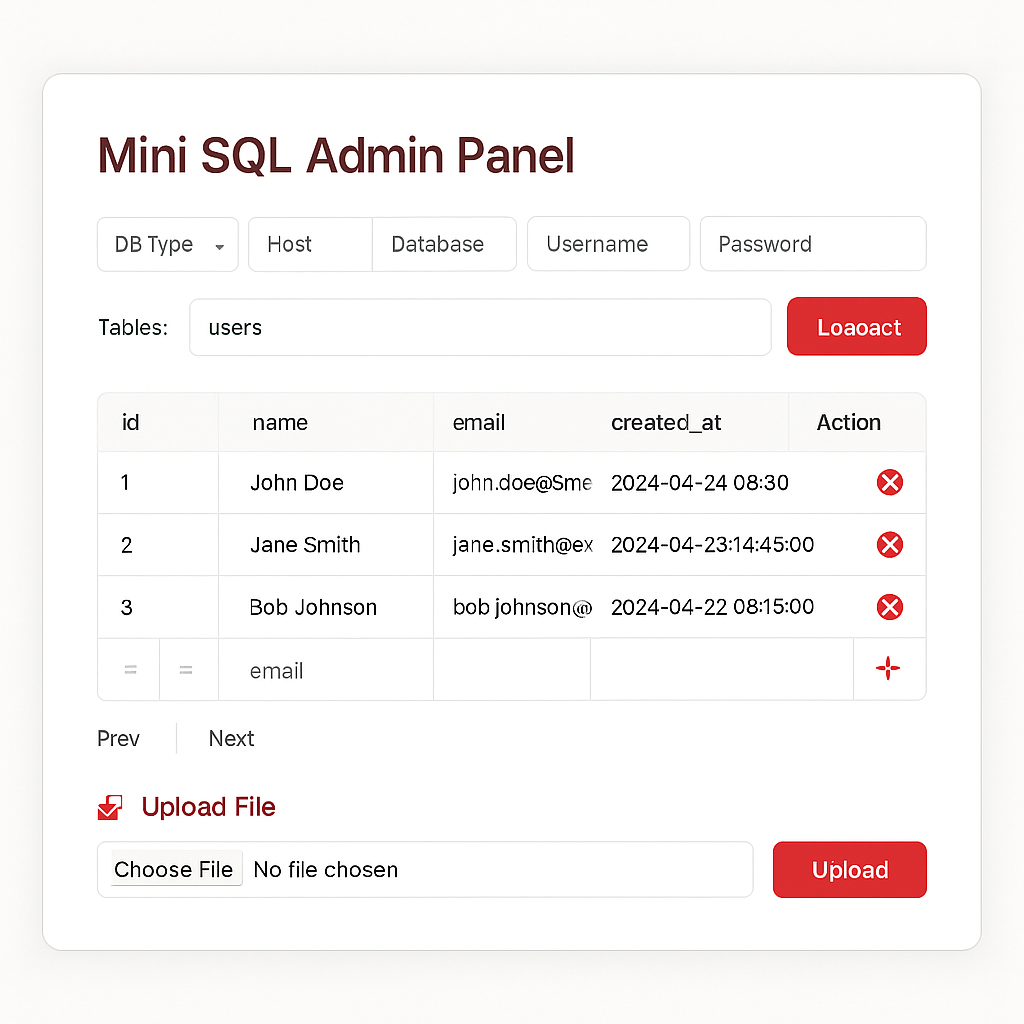 Mini SQL Admin Panel
DB Type Host Database Username Password
Tables: users Loaoact
id name email created_at Action
1 John Doe john.doe@Sme 2024-04-24 08:30
2 Jane Smith jane.smith@ex 2024-04-23:14:45:00
3 Bob Johnson bob johnson@ 2024-04-22 08:15:00
= = email
Prev Next
Upload File
Choose File No file chosen Upload